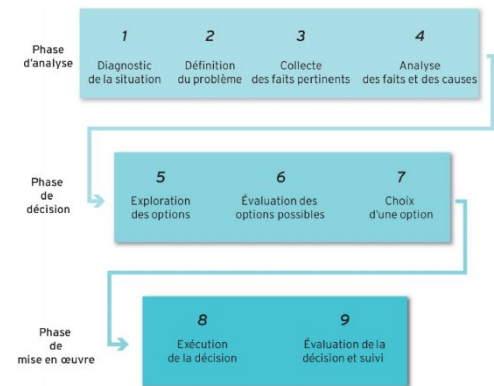 Phase
d'analyse
1
Diagnostic
de la situation
2
Définition
du problème
3
Collecte
des faits pertinents
4
Analyse
des faits et des causes
Phase
de
décision
5
Exploration
des options
6
Évaluation des
options possibles
7
Choix
d'une option
Phase
de
mise en œuvre
8
Exécution
de la décision
9
Évaluation de la
décision et suivi